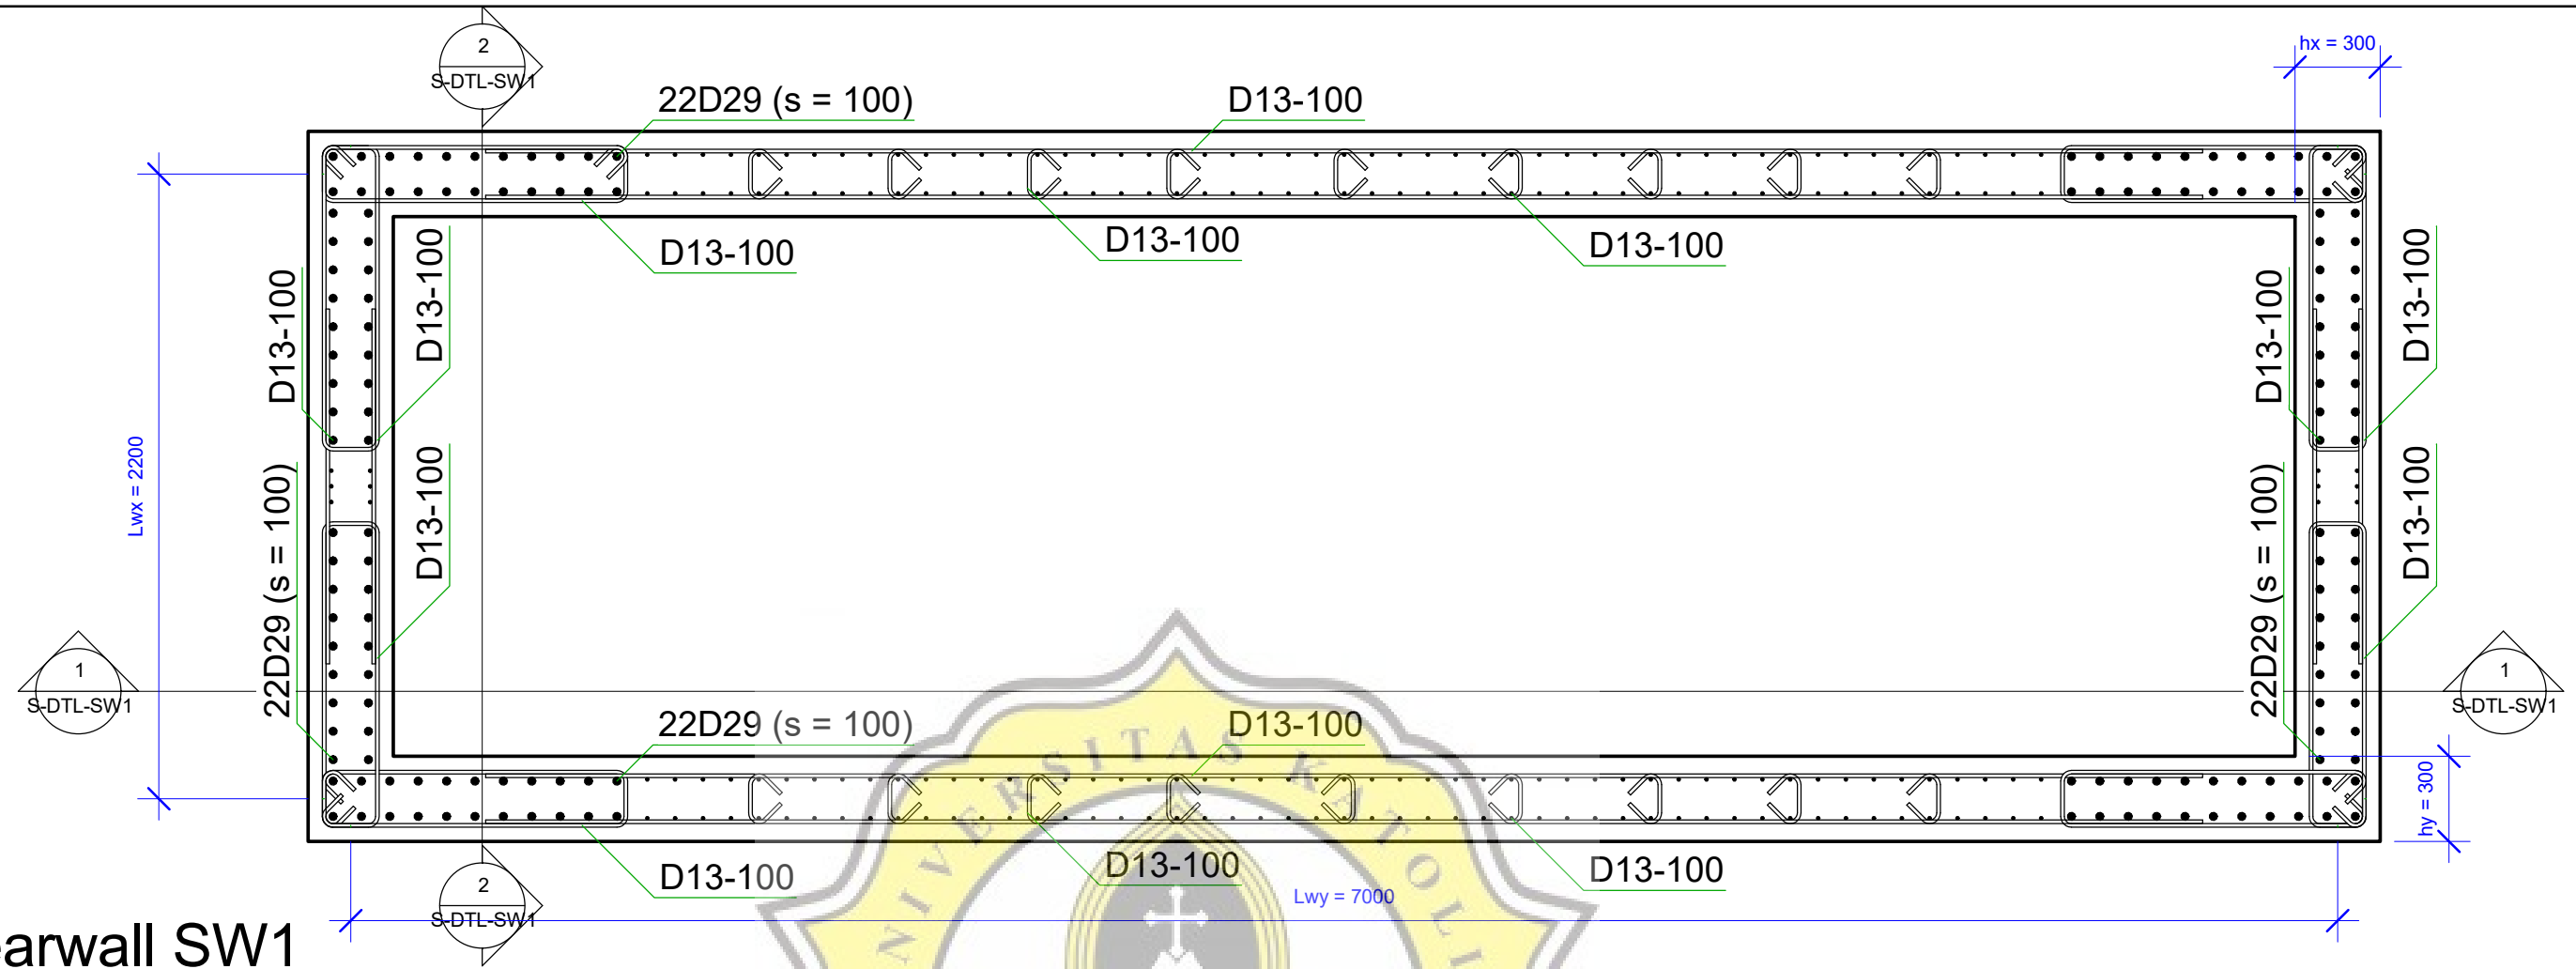 2
S-DTL-SW1
hx = 300
22D29 (s = 100)
D13-100
D13-100
D13-100
D13-100
D13-100
D13-100
D13-100
D13-100
Lwx = 2200
22D29 (s = 100)
D13-100
22D29 (s = 100)
D13-100
1
S-DTL-SW1
1
S-DTL-SW1
22D29 (s = 100)
D13-100
hy = 300
D13-100
D13-100
D13-100
Lwy = 7000
2
S-DTL-SW1
earwall SW1
NIVERSITAS KATOLI